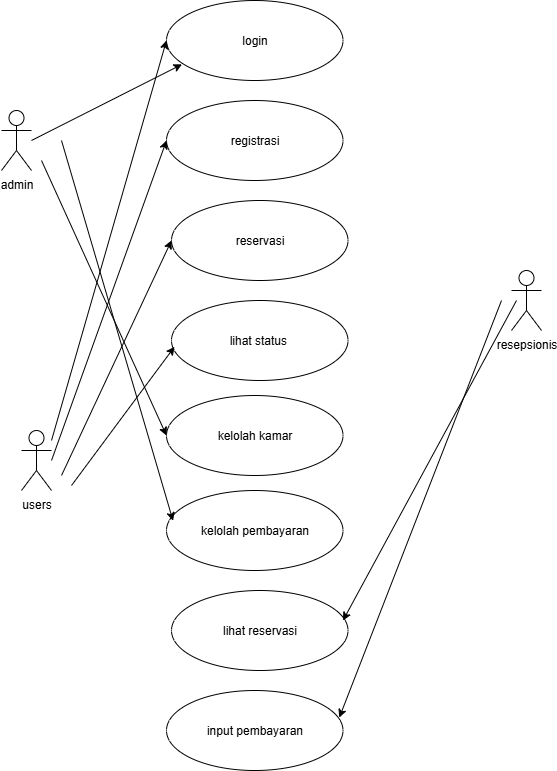 login
registrasi
admin
reservasi
lihat status
resepsionis
kelolah kamar
users
kelolah pembayaran
lihat reservasi
input pembayaran